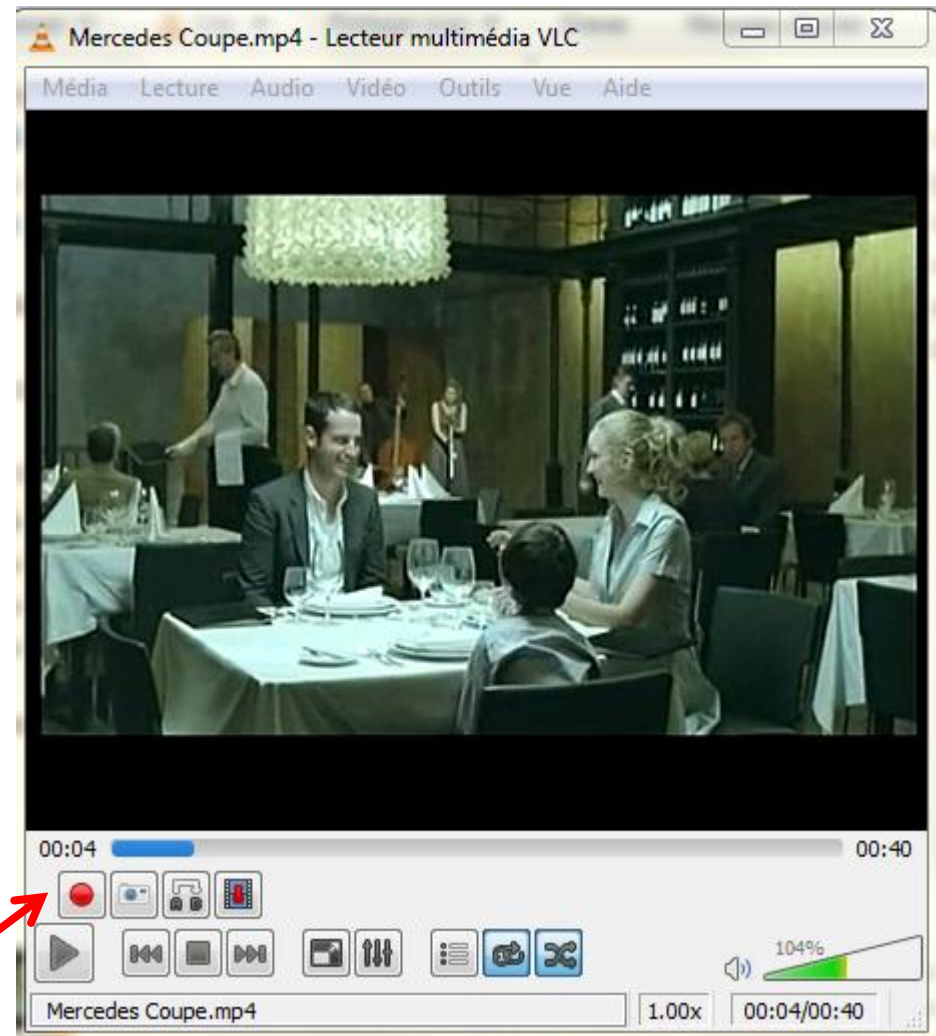 Mercedes Coupe.mp4 - Lecteur multimédia VLC
Média Lecture Audio Vidéo Outils Vue Aide
00:04 00:40
A B
104%
Mercedes Coupe.mp4 1.00x 00:04/00:40